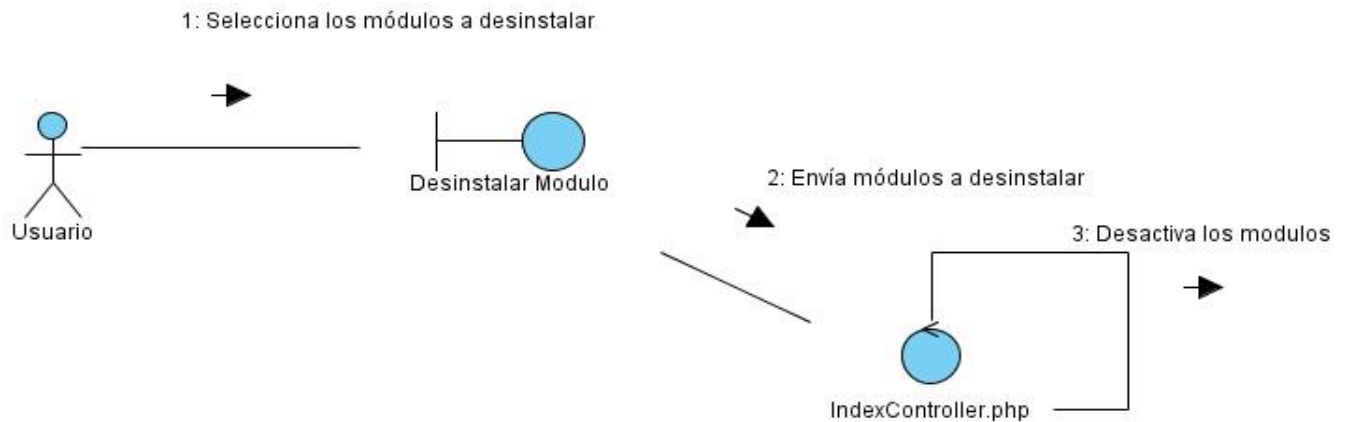 1: Selecciona los módulos a desinstalar
Desinstalar Modulo
Usuario
2: Envía módulos a desinstalar
3: Desactiva los modulos
IndexController.php